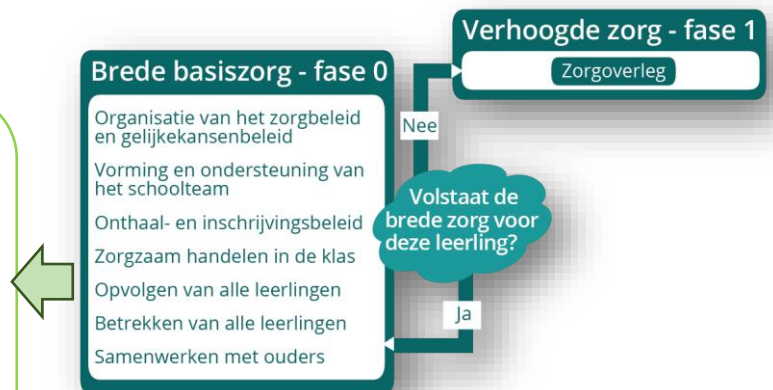 Verhoogde zorg - fase 1
Zorgoverleg
Brede basiszorg - fase 0
Organisatie van het zorgbeleid
en gelijkekansenbeleid
Vorming en ondersteuning van
het schoolteam
Onthaal- en inschrijvingsbeleid
Zorgzaam handelen in de klas
Opvolgen van alle leerlingen
Betrekken van alle leerlingen
Samenwerken met ouders
Nee
Volstaat de
brede zorg voor
deze leerling?
Ja